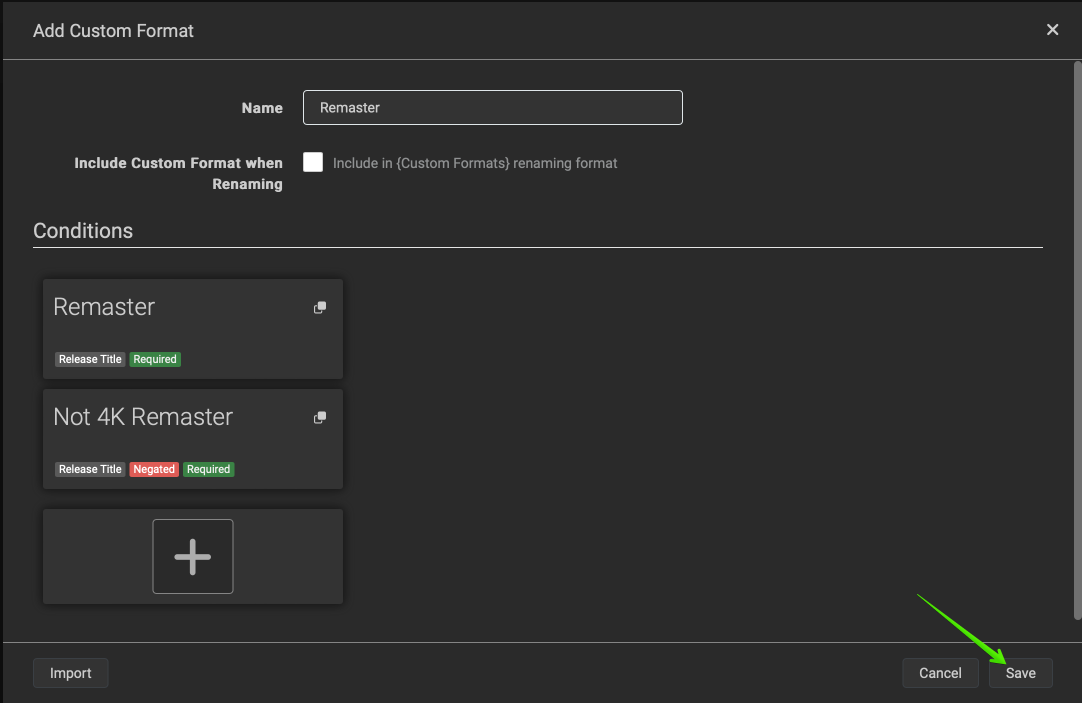 Add Custom Format
Name
Remaster
Include Custom Format when
Renaming
Include in {Custom Formats} renaming format
Conditions
Remaster
Release Title Required
Not 4K Remaster
Release Title Negated Required
Import
Cancel
Save